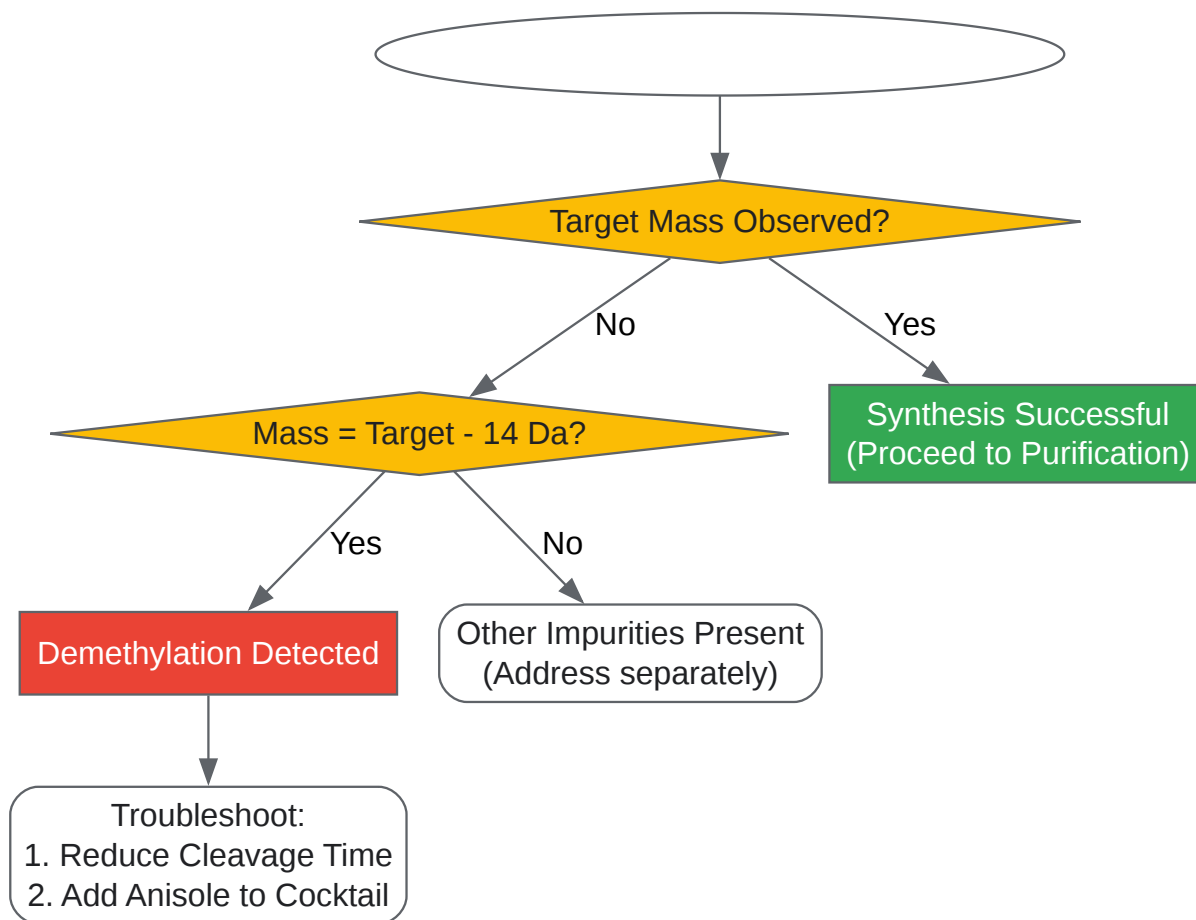 Target Mass Observed?
No
Yes
Synthesis Successful
(Proceed to Purification)
Mass = Target - 14 Da?
Yes
No
Demethylation Detected
Other Impurities Present
(Address separately)
Troubleshoot:
1. Reduce Cleavage Time
2. Add Anisole to Cocktail